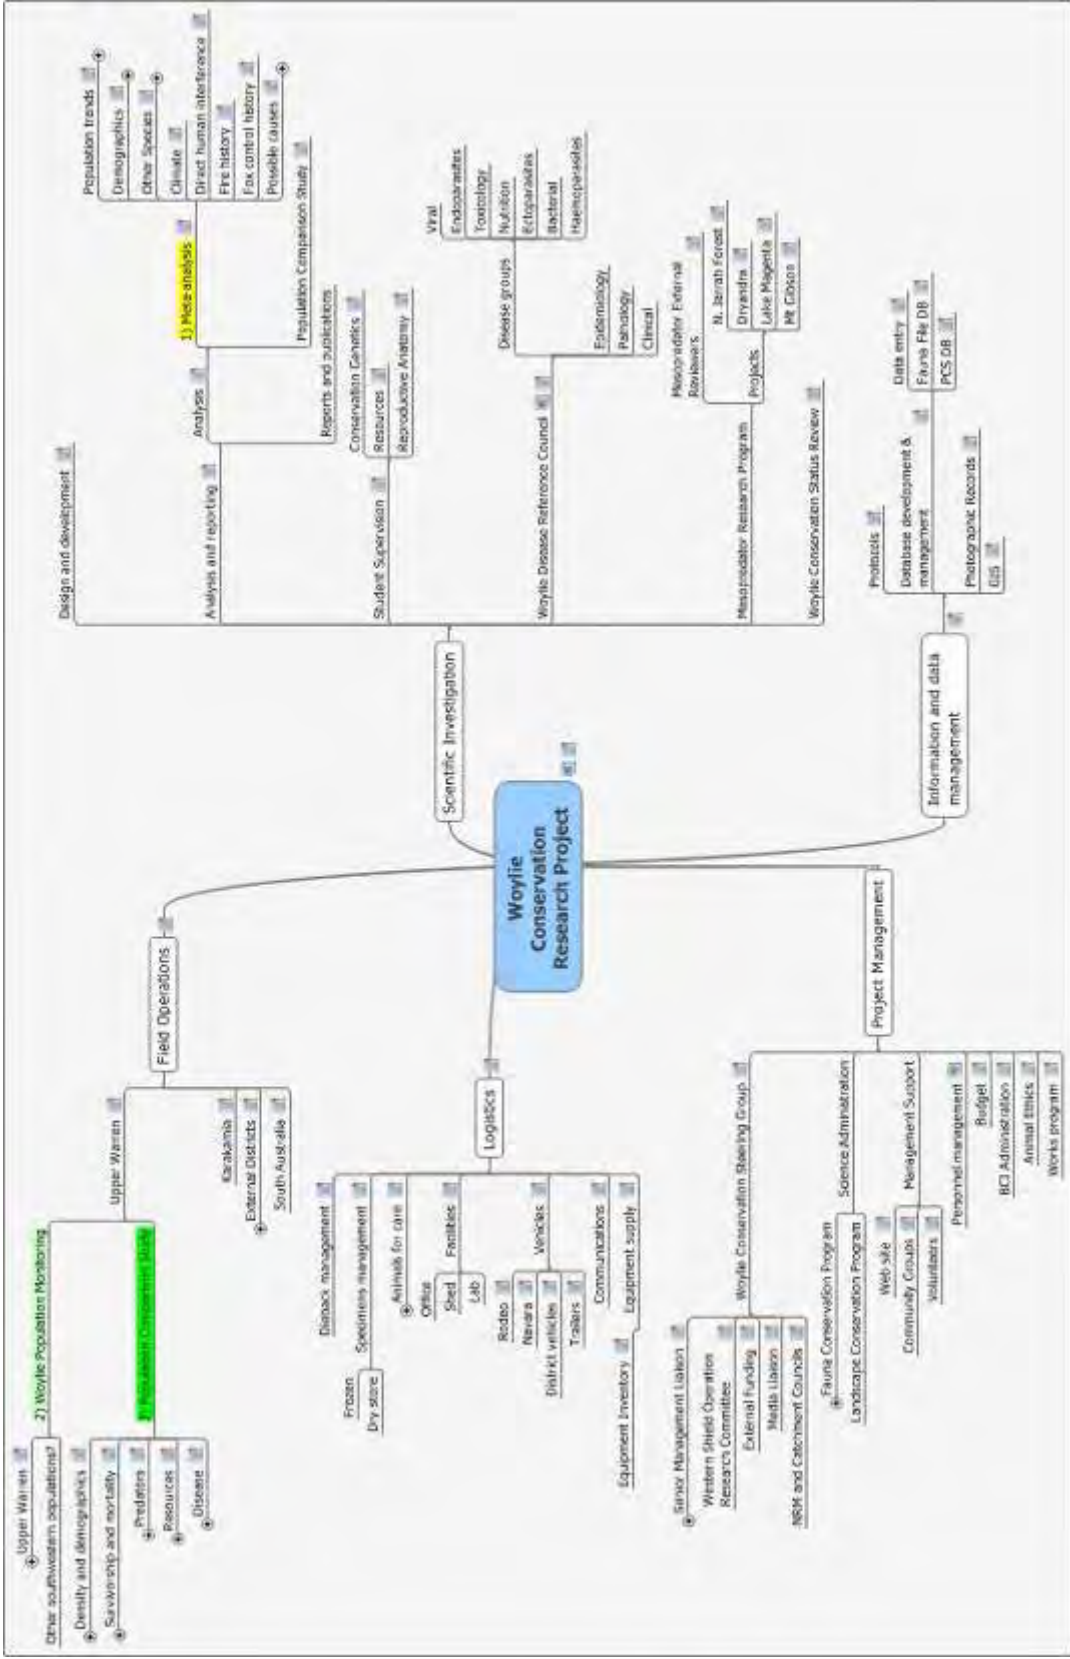 Woylie
Conservation
Research Project
Field Operations
Upper Warren
2) Woylie Population Monitoring
Upper Warren
Other southwestern populations?
3) Population Comparison Study
Density and demographics
Survivorship and mortality
Predators
Resources
Disease
Karakamia
External Districts
South Australia
Logistics
Dieback management
Specimens management
Frozen
Dry store
Animals for care
Facilities
Office
Shed
Lab
Vehicles
Rodeo
Navara
District vehicles
Trailers
Communications
Equipment supply
Equipment Inventory
Project Management
Woylie Conservation Steering Group
Senior Management Liaison
Western Shield Operation
Research Committee
External Funding
Media Liaison
NRM and Catchment Councils
Science Administration
Fauna Conservation Program
Landscape Conservation Program
Management Support
Web site
Community Groups
Volunteers
Personnel management
Budget
BCI Administration
Animal Ethics
Works program
Scientific Investigation
Design and development
Analysis and reporting
Analysis
1) Meta-analysis
Population trends
Demographics
Other Species
Climate
Direct human interference
Fire history
Fox control history
Possible causes
Population Comparison Study
Reports and publications
Student Supervision
Conservation Genetics
Resources
Reproductive Anatomy
Woylie Disease Reference Council
Disease groups
Viral
Endoparasites
Toxicology
Nutrition
Ectoparasites
Bacterial
Haemoparasites
Epidemiology
Pathology
Clinical
Mesopredator Research Program
Mesopredator External
Reviewers
Projects
N. Jarrah Forest
Dryandra
Lake Magenta
Mt Gibson
Woylie Conservation Status Review
Information and data
management
Protocols
Database development &
management
Data entry
Fauna File DB
PCS DB
Photographic Records
GIS